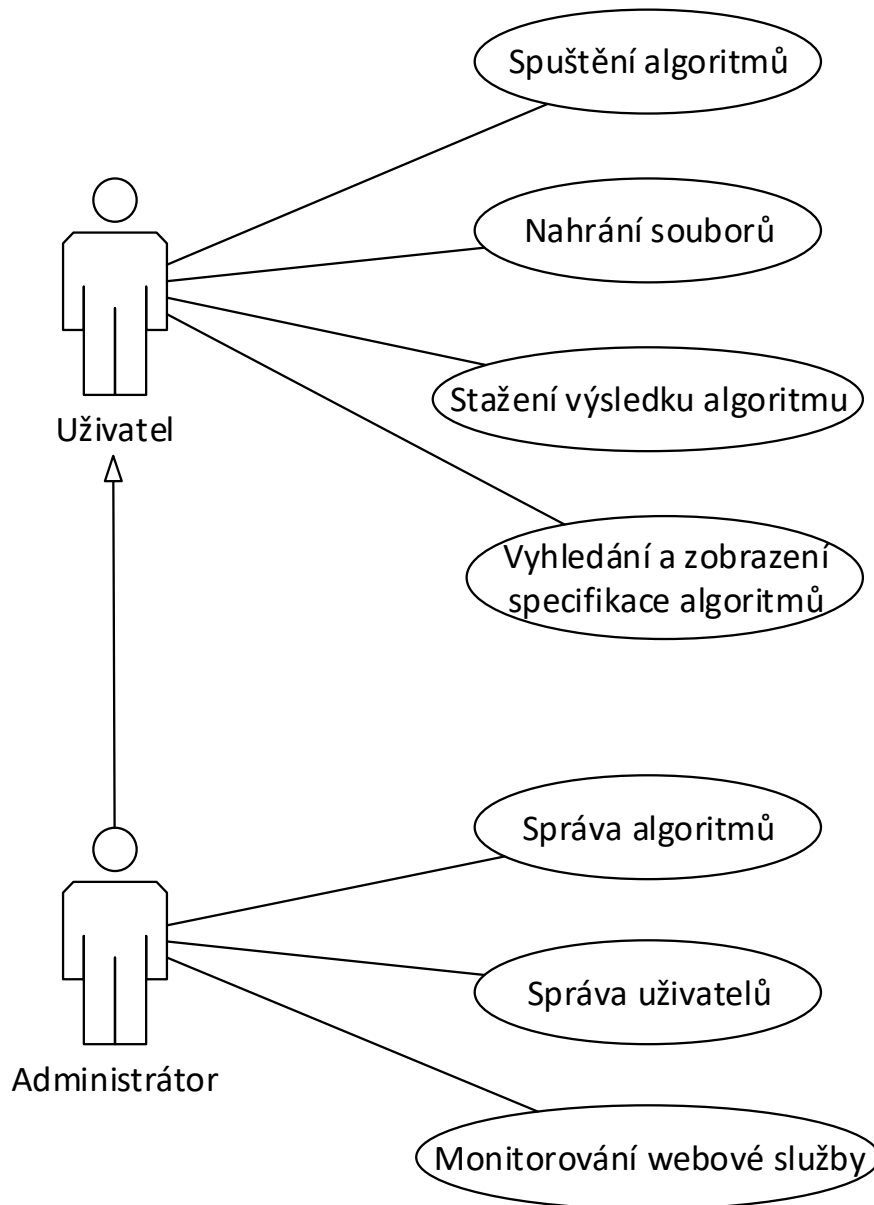 Spuštění algoritmů
Nahrání souborů
Stažení výsledku algoritmu
Uživatel
Vyhledání a zobrazení
specifikace algoritmů
Správa algoritmů
Správa uživatelů
Administrátor
Monitorování webové služby